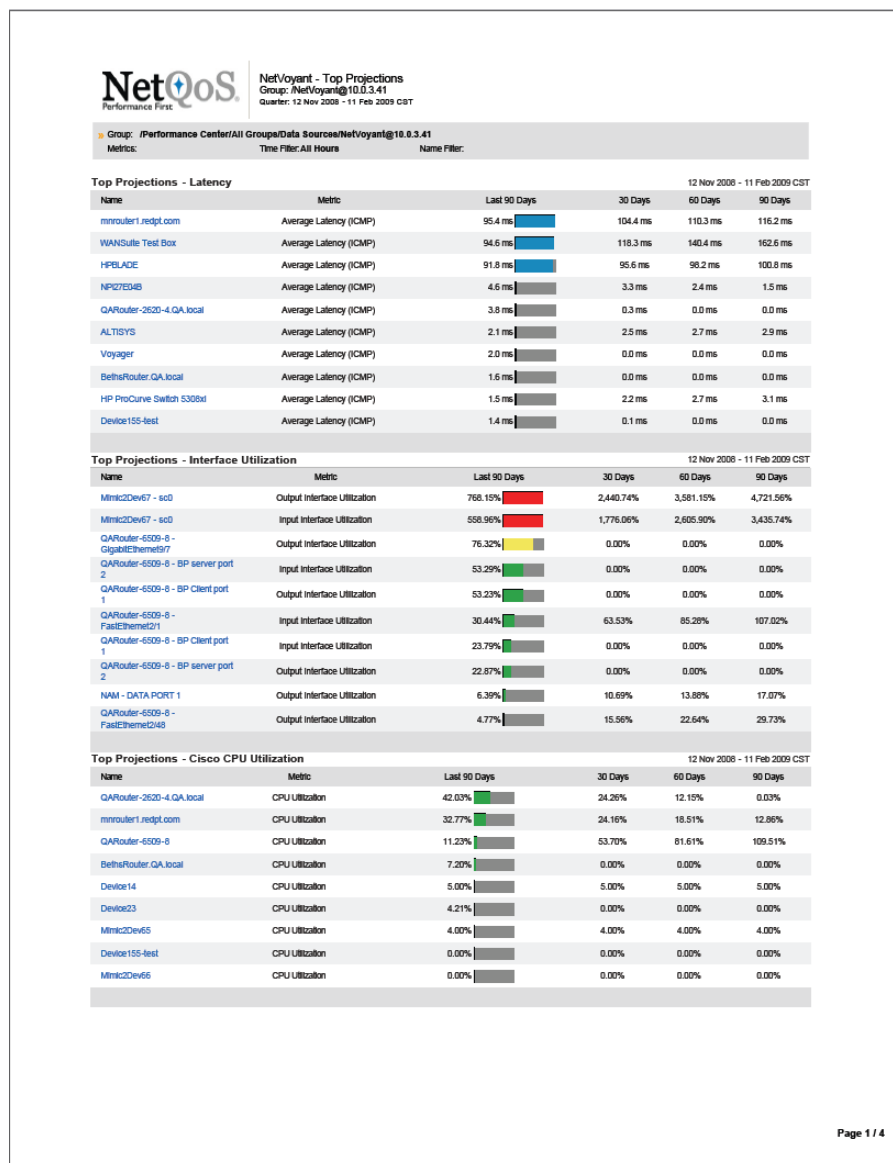 NetQoS.
Performance First
NetVoyant - Top Projections
Group: /NetVoyant@10.0.3.41
Quarter: 12 Nov 2008 - 11 Feb 2009 CST
Group: /Performance Center/All Groups/Data Sources/NetVoyant@10.0.3.41
Metrics: Time Filter: All Hours Name Filter:
Top Projections - Latency 12 Nov 2008 - 11 Feb 2009 CST
Name Metric Last 90 Days 30 Days 60 Days 90 Days
mnrouter1.redpt.com Average Latency (ICMP) 95.4 ms 104.4 ms 110.3 ms 116.2 ms
WANSuite Test Box Average Latency (ICMP) 94.6 ms 118.3 ms 140.4 ms 162.6 ms
HPBLADE Average Latency (ICMP) 91.8 ms 95.6 ms 98.2 ms 100.8 ms
NPI27E04B Average Latency (ICMP) 4.6 ms 3.3 ms 2.4 ms 1.5 ms
QARouter-2620-4.QA.local Average Latency (ICMP) 3.8 ms 0.3 ms 0.0 ms 0.0 ms
ALTISYS Average Latency (ICMP) 2.1 ms 2.5 ms 2.7 ms 2.9 ms
Voyager Average Latency (ICMP) 2.0 ms 0.0 ms 0.0 ms 0.0 ms
BethsRouter.QA.local Average Latency (ICMP) 1.6 ms 0.0 ms 0.0 ms 0.0 ms
HP ProCurve Switch 5308xl Average Latency (ICMP) 1.5 ms 2.2 ms 2.7 ms 3.1 ms
Device155-test Average Latency (ICMP) 1.4 ms 0.1 ms 0.0 ms 0.0 ms
Top Projections - Interface Utilization 12 Nov 2008 - 11 Feb 2009 CST
Name Metric Last 90 Days 30 Days 60 Days 90 Days
Mimic2Dev67 - sc0 Output Interface Utilization 768.15% 2,440.74% 3,581.15% 4,721.56%
Mimic2Dev67 - sc0 Input Interface Utilization 558.96% 1,776.06% 2,605.90% 3,435.74%
QARouter-6509-8 -
GigabitEthernet9/7 Output Interface Utilization 76.32% 0.00% 0.00% 0.00%
QARouter-6509-8 - BP server port
2 Input Interface Utilization 53.29% 0.00% 0.00% 0.00%
QARouter-6509-8 - BP Client port
1 Output Interface Utilization 53.23% 0.00% 0.00% 0.00%
QARouter-6509-8 -
FastEthernet2/1 Input Interface Utilization 30.44% 63.53% 85.28% 107.02%
QARouter-6509-8 - BP Client port
1 Input Interface Utilization 23.79% 0.00% 0.00% 0.00%
QARouter-6509-8 - BP server port
2 Output Interface Utilization 22.87% 0.00% 0.00% 0.00%
NAM - DATA PORT 1 Output Interface Utilization 6.39% 10.69% 13.88% 17.07%
QARouter-6509-8 -
FastEthernet2/48 Output Interface Utilization 4.77% 15.56% 22.64% 29.73%
Top Projections - Cisco CPU Utilization 12 Nov 2008 - 11 Feb 2009 CST
Name Metric Last 90 Days 30 Days 60 Days 90 Days
QARouter-2620-4.QA.local CPU Utilization 42.03% 24.26% 12.15% 0.03%
mnrouter1.redpt.com CPU Utilization 32.77% 24.16% 18.51% 12.86%
QARouter-6509-8 CPU Utilization 11.23% 53.70% 81.61% 109.51%
BethsRouter.QA.local CPU Utilization 7.20% 0.00% 0.00% 0.00%
Device14 CPU Utilization 5.00% 5.00% 5.00% 5.00%
Device23 CPU Utilization 4.21% 0.00% 0.00% 0.00%
Mimic2Dev65 CPU Utilization 4.00% 4.00% 4.00% 4.00%
Device155-test CPU Utilization 0.00% 0.00% 0.00% 0.00%
Mimic2Dev66 CPU Utilization 0.00% 0.00% 0.00% 0.00%
Page 1 / 4